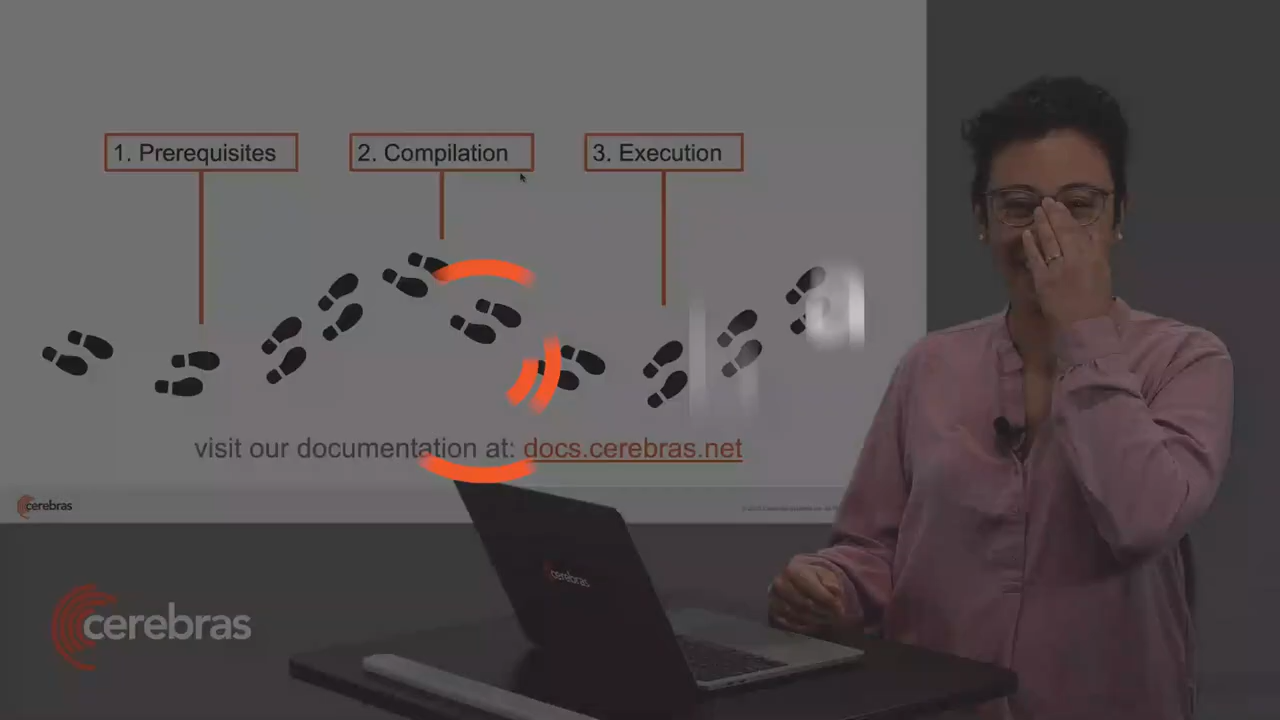 1. Prerequisites
2. Compilation
3. Execution
visit our documentation at: docs.cerebras.net
cerebras
cerebras
cerebras